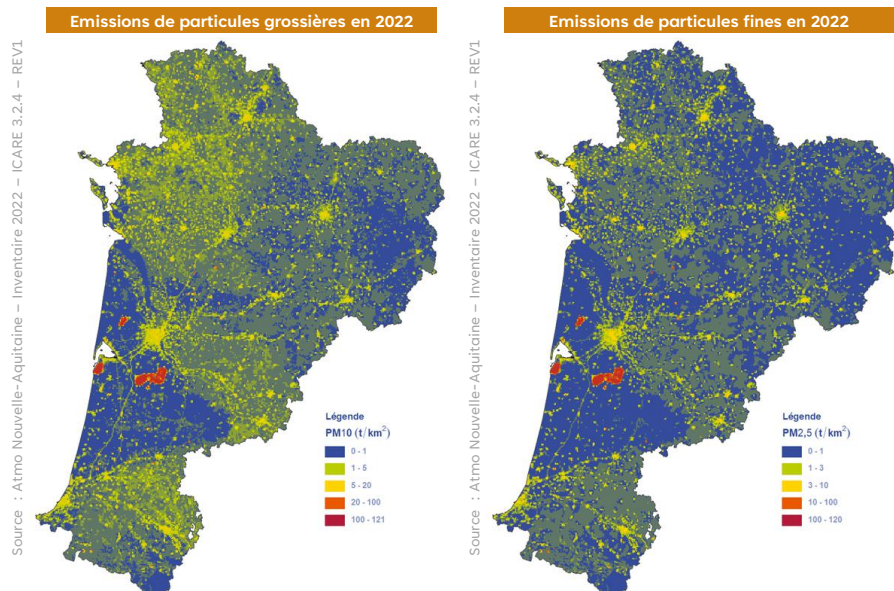 Emissions de particules grossières en 2022
Source : Atmo Nouvelle-Aquitaine – Inventaire 2022 – ICARE 3.2.4 – REV1
Légende
PM10 (t/km²)
0 - 1
1 - 5
5 - 20
20 - 100
100 - 121
Emissions de particules fines en 2022
Source : Atmo Nouvelle-Aquitaine – Inventaire 2022 – ICARE 3.2.4 – REV1
Légende
PM2,5 (t/km²)
0 - 1
1 - 3
3 - 10
10 - 100
100 - 120